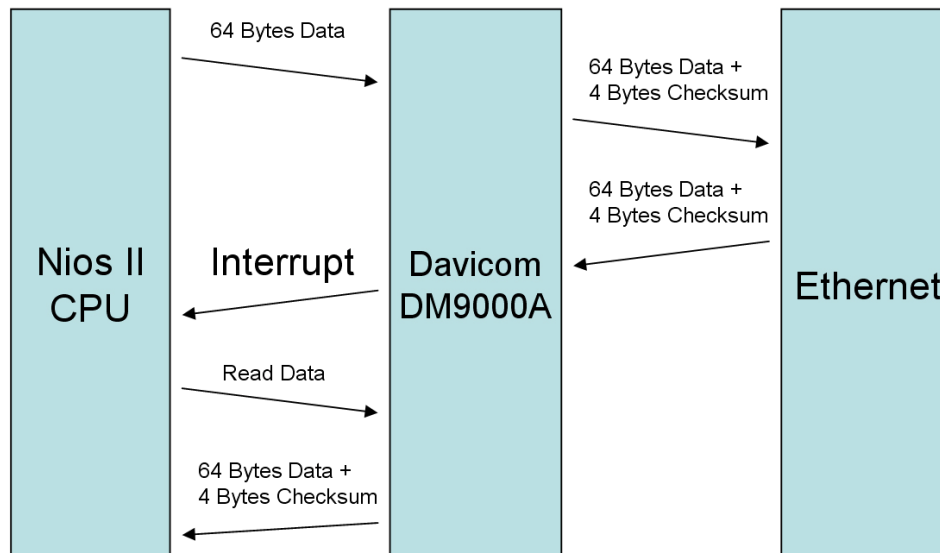 64 Bytes Data
64 Bytes Data +
4 Bytes Checksum
64 Bytes Data +
4 Bytes Checksum
Nios II
CPU
Interrupt
Davicom
DM9000A
Ethernet
Read Data
64 Bytes Data +
4 Bytes Checksum